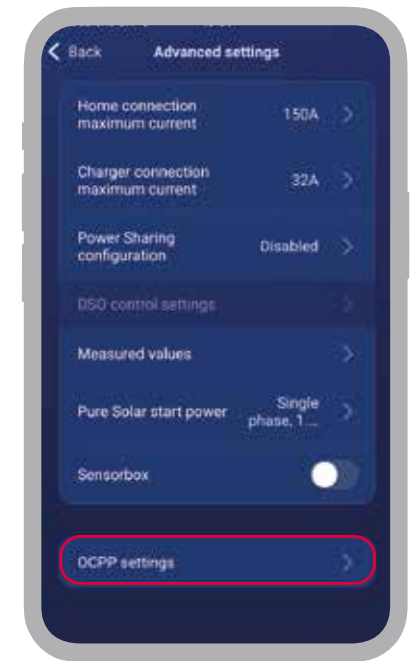 Back Advanced settings
Home connection
maximum current
150A
Charger connection
maximum current
32A
Power Sharing
configuration
Disabled
DSO control settings
Measured values
Pure Solar start power
Single
phase, 1 ...
Sensorbox
OCPP settings